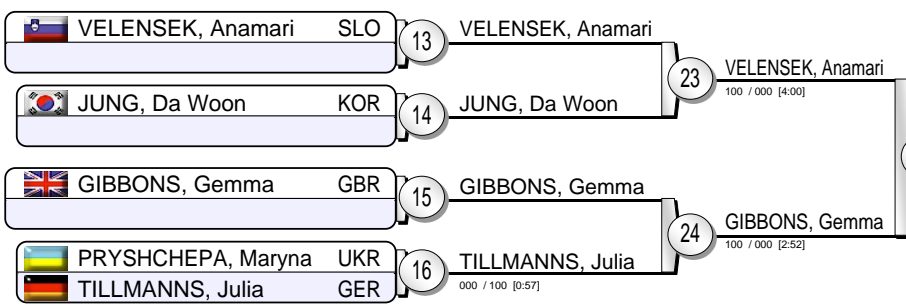 VELENSEK, Anamari SLO
13
VELENSEK, Anamari
23
VELENSEK, Anamari
100 / 000 [4:00]
JUNG, Da Woon KOR
14
JUNG, Da Woon
GIBBONS, Gemma GBR
15
GIBBONS, Gemma
24
GIBBONS, Gemma
100 / 000 [2:52]
PRYSHCHEPA, Maryna UKR
16
TILLMANNS, Julia
000 / 100 [0:57]
TILLMANNS, Julia GER